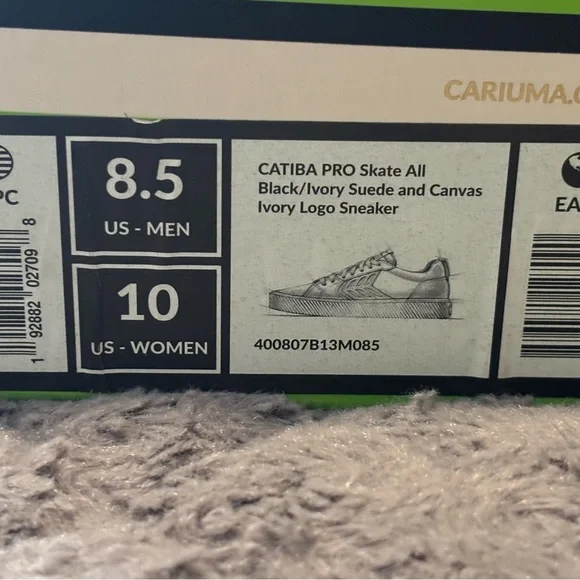 CARIUMA.
PC
1 92882 02709 8
8.5
US - MEN
10
US - WOMEN
CATIBA PRO Skate All
Black/Ivory Suede and Canvas
Ivory Logo Sneaker
400807B13M085
EA